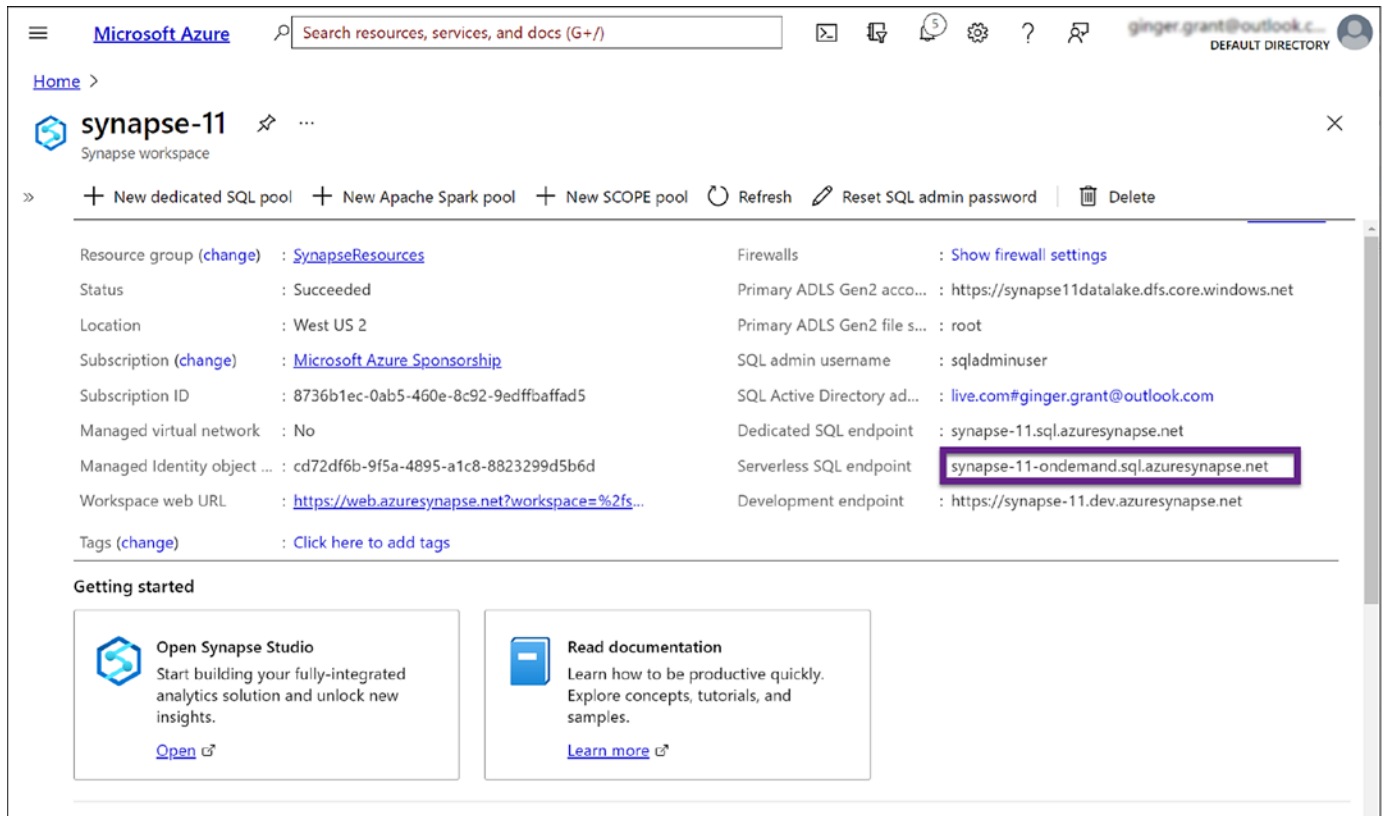 Microsoft Azure
Search resources, services, and docs (G+/)
5
ginger.grant@outlook.c...
DEFAULT DIRECTORY
Home >
synapse-11
Synapse workspace
New dedicated SQL pool
New Apache Spark pool
New SCOPE pool
Refresh
Reset SQL admin password
Delete
Resource group (change) : SynapseResources
Status : Succeeded
Location : West US 2
Subscription (change) : Microsoft Azure Sponsorship
Subscription ID : 8736b1ec-0ab5-460e-8c92-9edffbaffad5
Managed virtual network : No
Managed Identity object ... : cd72df6b-9f5a-4895-a1c8-8823299d5b6d
Workspace web URL : https://web.azuresynapse.net?workspace=%2fs...
Tags (change) : Click here to add tags
Firewalls : Show firewall settings
Primary ADLS Gen2 acco... : https://synapse11datalake.dfs.core.windows.net
Primary ADLS Gen2 file s... : root
SQL admin username : sqladminuser
SQL Active Directory ad... : live.com#ginger.grant@outlook.com
Dedicated SQL endpoint : synapse-11.sql.azuresynapse.net
Serverless SQL endpoint synapse-11-ondemand.sql.azuresynapse.net
Development endpoint : https://synapse-11.dev.azuresynapse.net
Getting started
Open Synapse Studio
Start building your fully-integrated
analytics solution and unlock new
insights.
Open
Read documentation
Learn how to be productive quickly.
Explore concepts, tutorials, and
samples.
Learn more